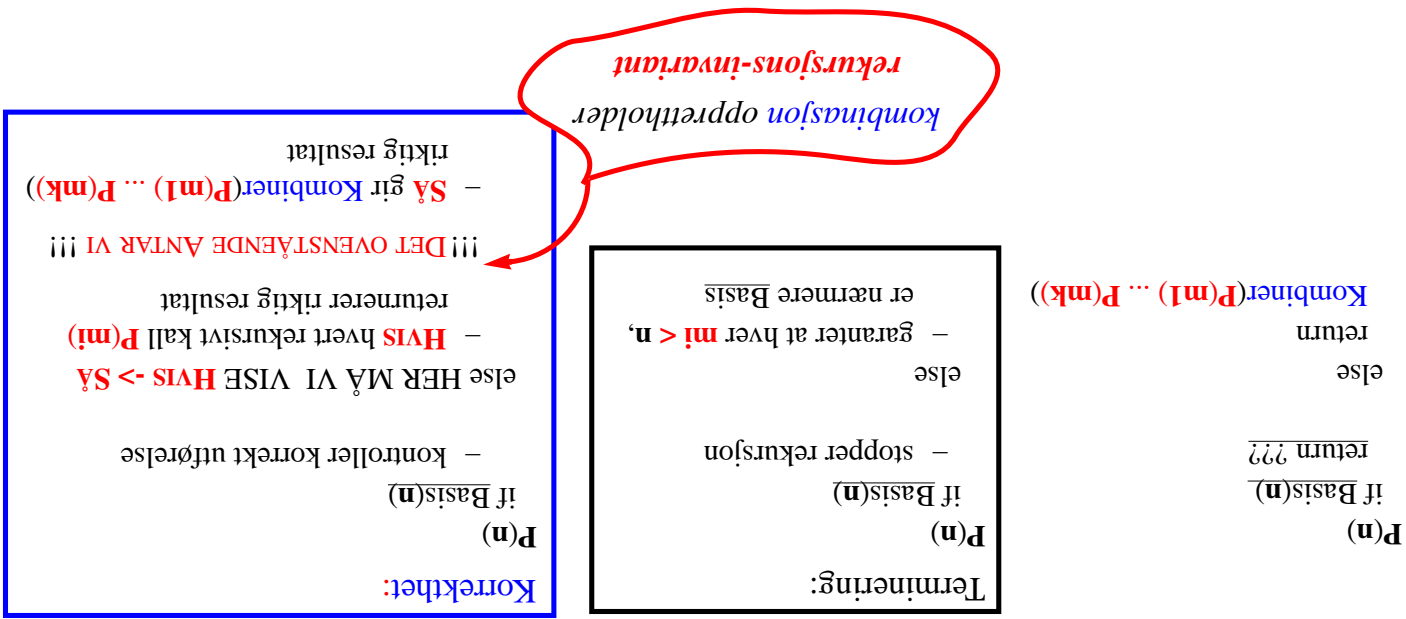 P(n)
if Basis(n)
return ???
else
return
Kombiner(P(m1) ... P(mk))
Terminering:
P(n)
if Basis(n)
– stopper rekursjon
else
– garanter at hver mi < n,
er nærmere Basis
Korrekthet:
P(n)
if Basis(n)
– kontroller korrekt utførelse
else HER MÅ VI VISE HVIS -> SÅ
– HVIS hvert rekursivt kall P(mi)
returnerer riktig resultat
!!! DET OVENSTÅENDE ANTAR VI !!!
– SÅ gir Kombiner(P(m1) ... P(mk))
riktig resultat
kombinasjon opprettholder
rekursjons-invariant